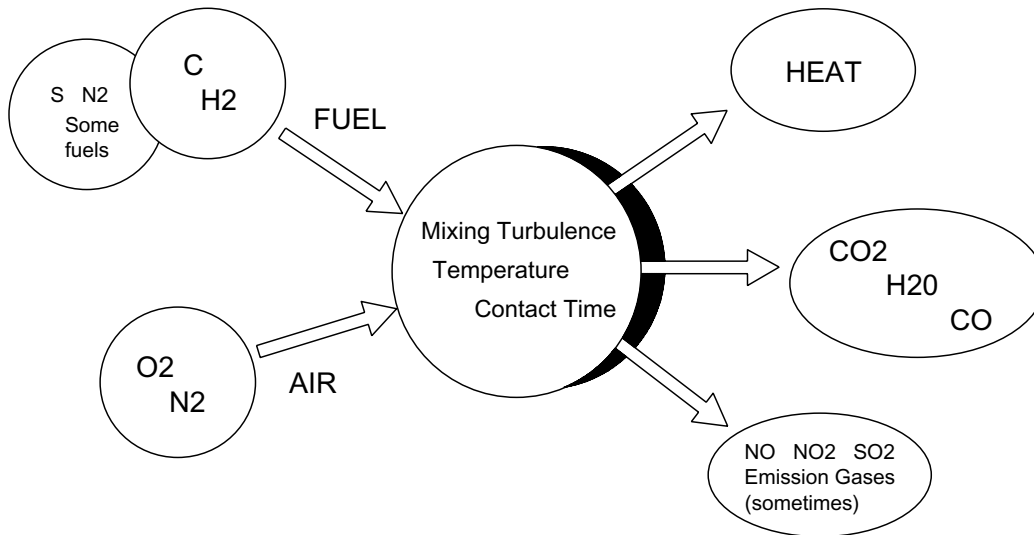 C
H2
S N2
Some
fuels
FUEL
O2
N2
AIR
Mixing Turbulence
Temperature
Contact Time
HEAT
CO2
H20
CO
NO NO2 SO2
Emission Gases
(sometimes)